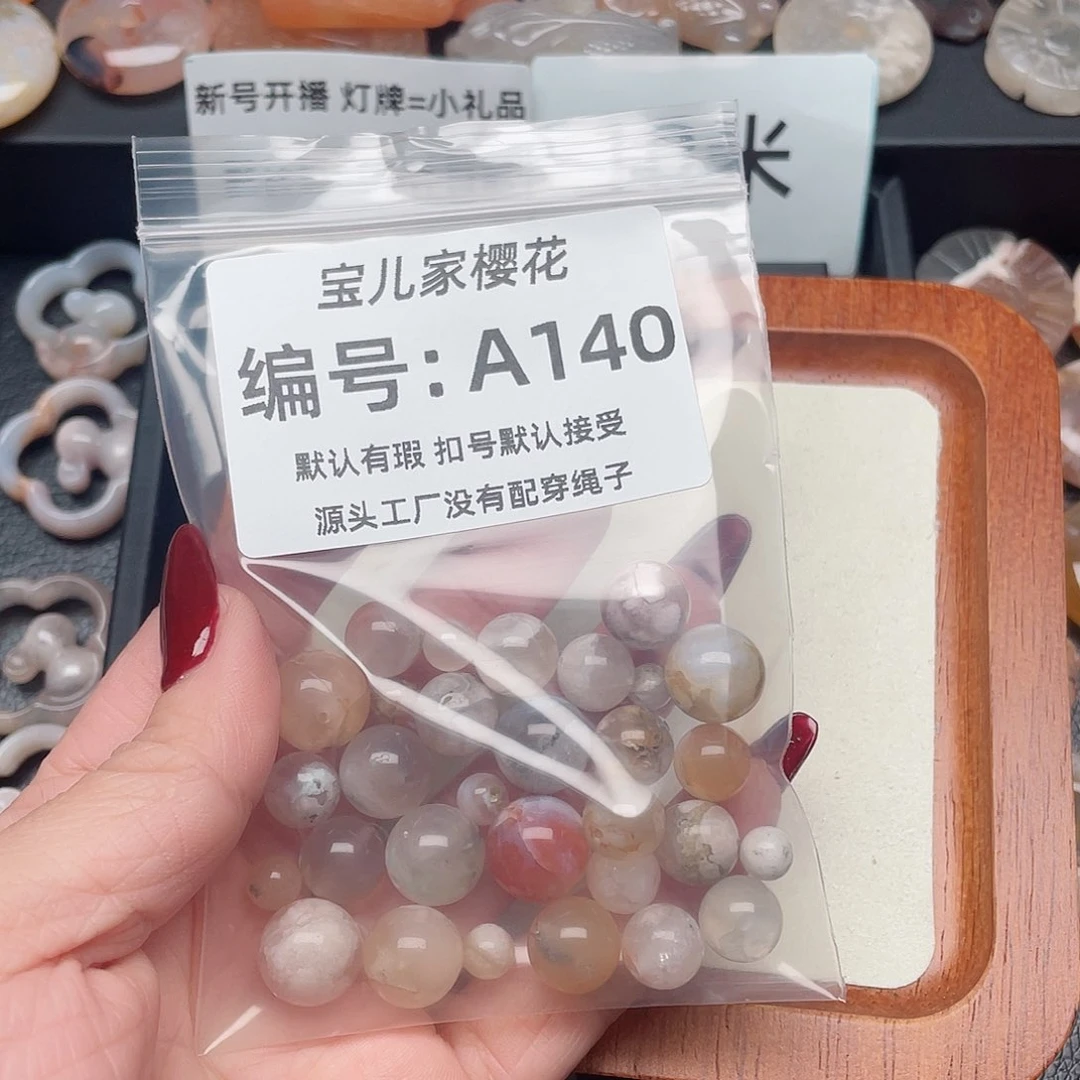 新号开播 灯牌=小礼品
米
宝儿家樱花
编号:A140
默认有瑕 扣号默认接受
源头工厂没有配穿绳子